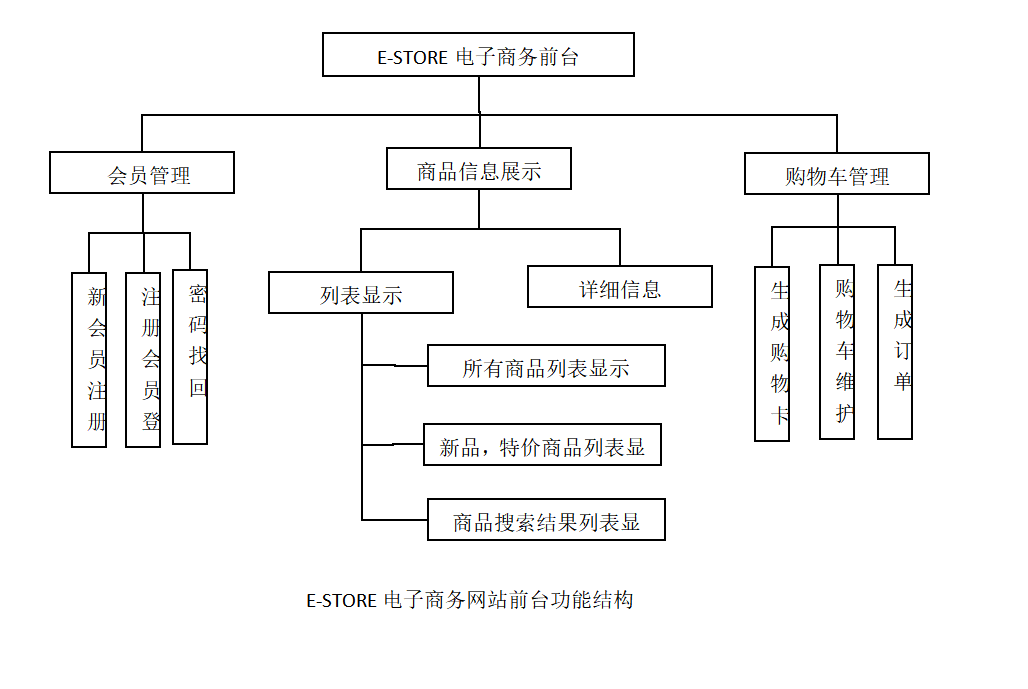 E-STORE 电子商务前台
会员管理
商品信息展示
购物车管理
列表显示
详细信息
新会员注册
注册会员登
密码找回
生成购物卡
购物车维护
生成订单
所有商品列表显示
新品，特价商品列表显
商品搜索结果列表显
E-STORE 电子商务网站前台功能结构